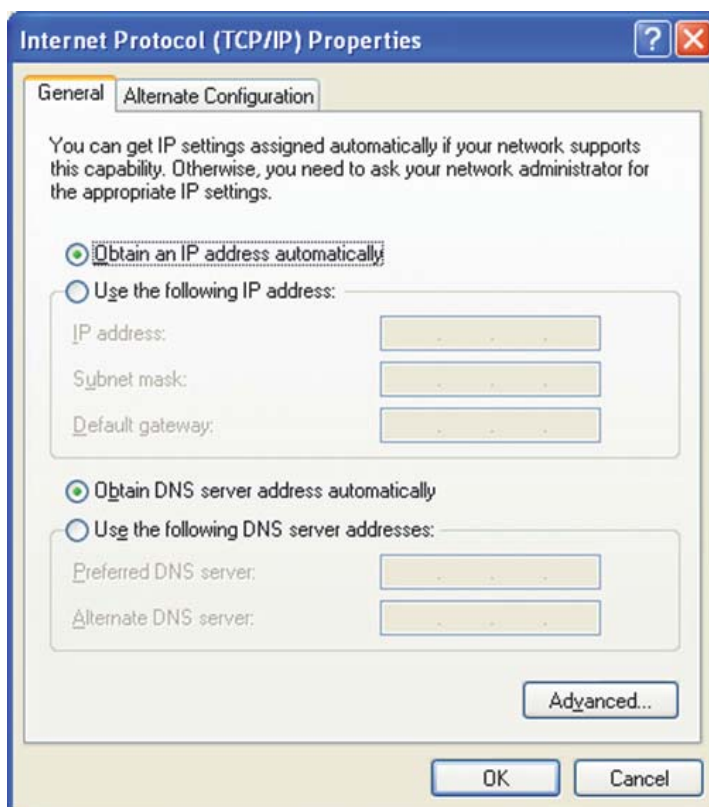 Internet Protocol (TCP/IP) Properties
General
Alternate Configuration
You can get IP settings assigned automatically if your network supports
this capability. Otherwise, you need to ask your network administrator for
the appropriate IP settings.
Obtain an IP address automatically
Use the following IP address:
IP address:
Subnet mask:
Default gateway:
Obtain DNS server address automatically
Use the following DNS server addresses:
Preferred DNS server:
Alternate DNS server:
Advanced...
OK
Cancel